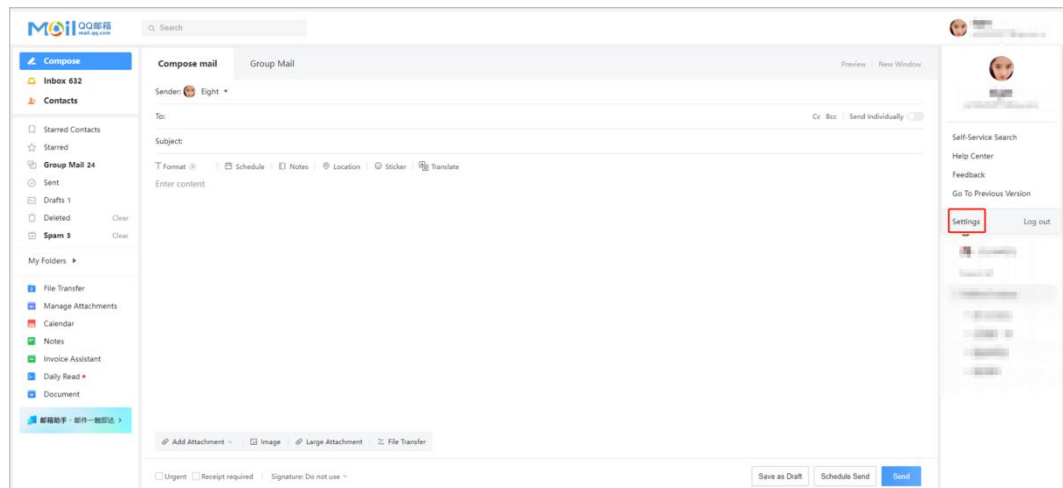 Mail QQ邮箱
mail.qq.com
Search
Compose
Inbox 632
Contacts
Starred Contacts
Starred
Group Mail 24
Sent
Drafts 1
Deleted Clear
Spam 3 Clear
My Folders
File Transfer
Manage Attachments
Calendar
Notes
Invoice Assistant
Daily Read
Document
邮箱助手 · 邮件一触即达 >
Compose mail Group Mail Preview New Window
Sender: Eight
To: Cc Bcc Send Individually
Subject:
Format Schedule Notes Location Sticker Translate
Enter content
Add Attachment Image Large Attachment File Transfer
Urgent Receipt required Signature: Do not use Save as Draft Schedule Send Send
Self-Service Search
Help Center
Feedback
Go To Previous Version
Settings Log out